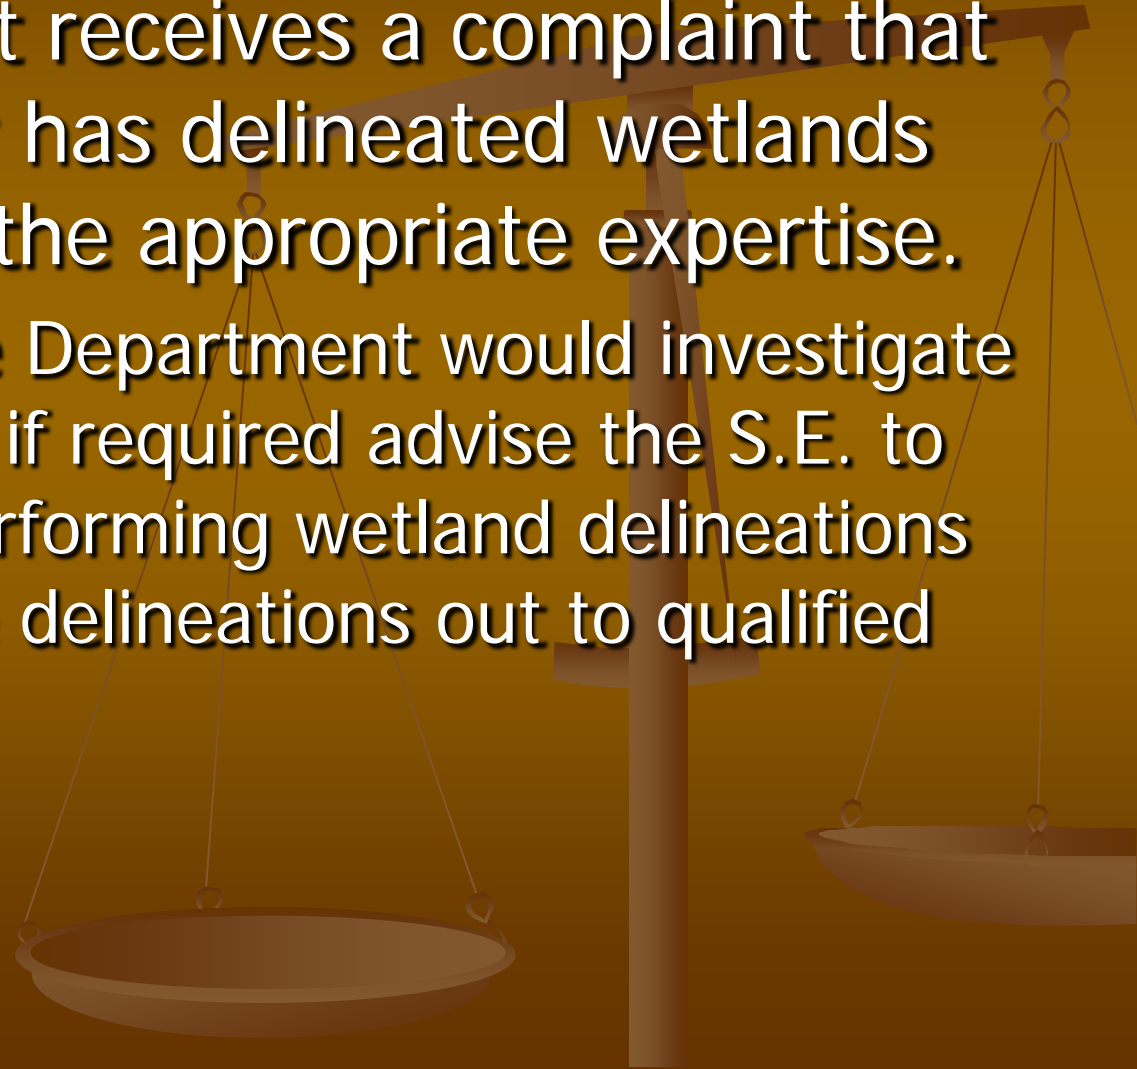 t receives a complaint that
has delineated wetlands
the appropriate expertise.
Department would investigate
if required advise the S.E. to
rforming wetland delineations
delineations out to qualified